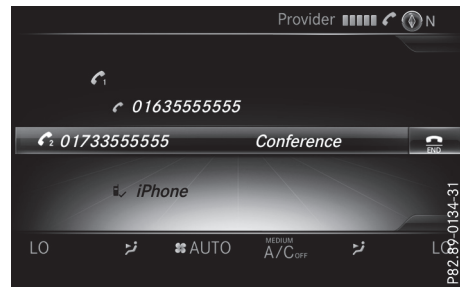 Provider N
1
01635555555
2 01733555555 Conference
END
iPhone
LO AUTO MEDIUM A/C OFF LO
P82.89-0134-31